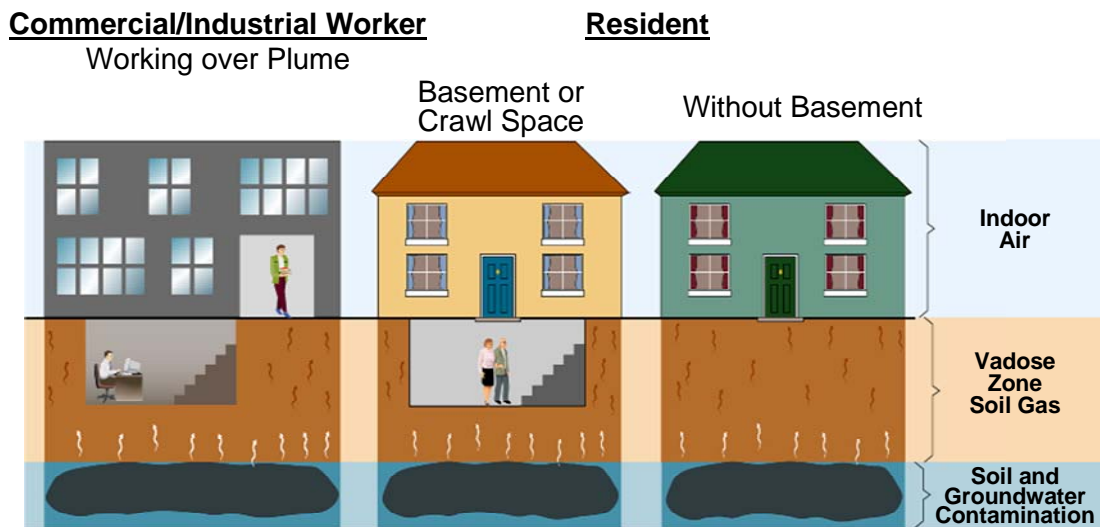 Commercial/Industrial Worker
Working over Plume
Resident
Basement or
Crawl Space
Without Basement
Indoor
Air
Vadose
Zone
Soil Gas
Soil and
Groundwater
Contamination